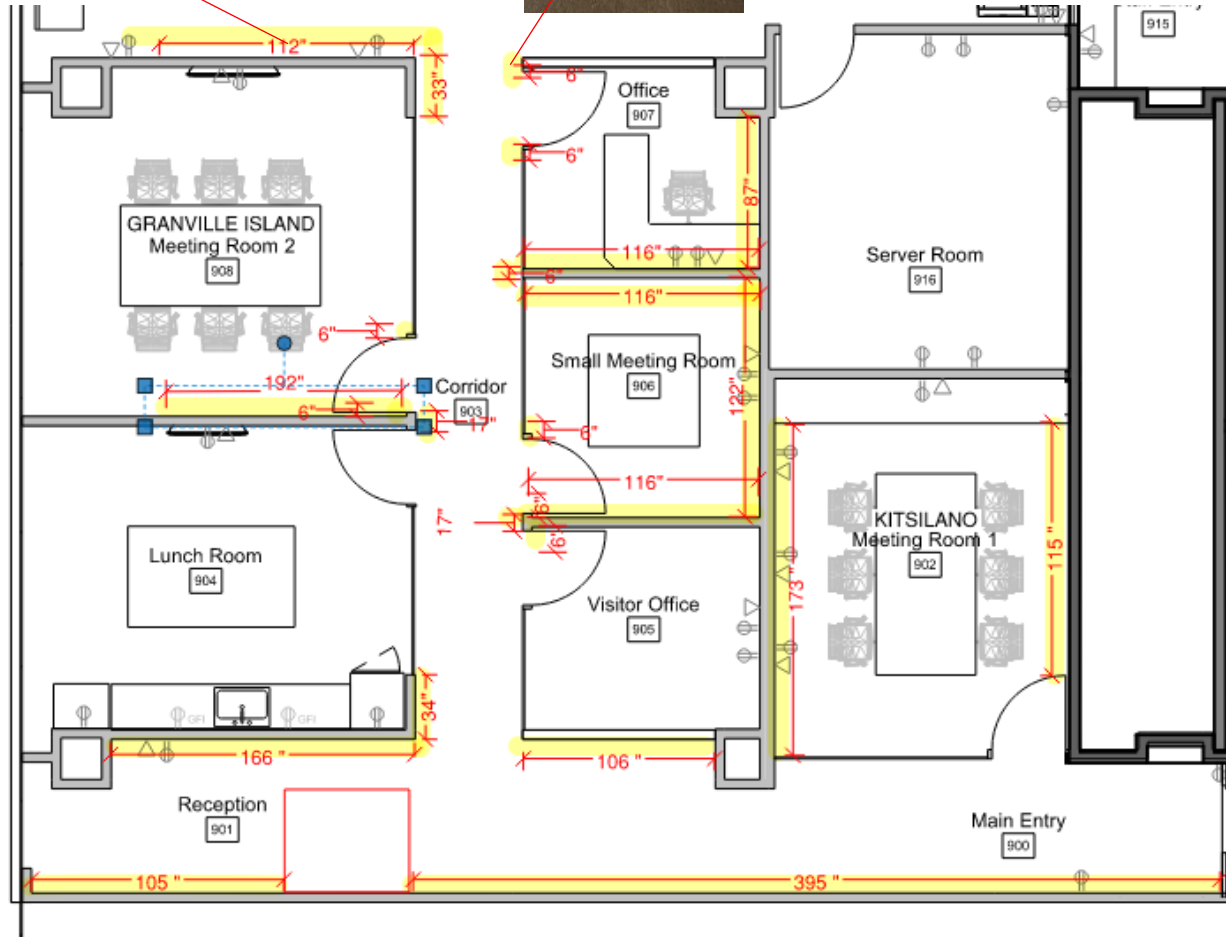 915
112"
33"
6"
Office
907
6"
87"
116"
6"
116"
GRANVILLE ISLAND
Meeting Room 2
908
Server Room
916
6"
Small Meeting Room
906
122"
192"
6"
Corridor
903
17"
6"
116"
6"
17"
6"
KITSILANO
Meeting Room 1
902
115 "
173 "
Lunch Room
904
Visitor Office
905
GFI
GFI
34"
166 "
106 "
Reception
901
Main Entry
900
105 "
395 "